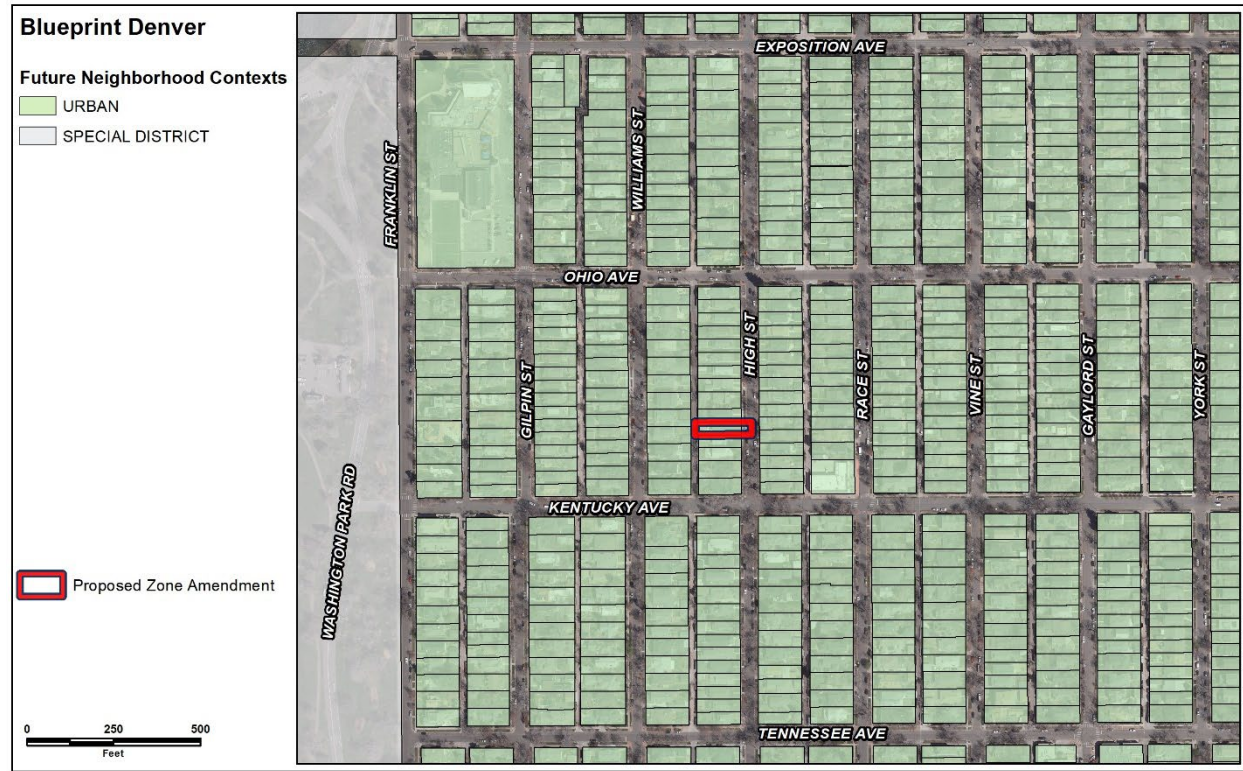 Blueprint Denver
Future Neighborhood Contexts
URBAN
SPECIAL DISTRICT
Proposed Zone Amendment
0 250 500
Feet
EXPOSITION AVE
FRANKLIN ST
WILLIAMS ST
OHIO AVE
GILPIN ST
HIGH ST
RACE ST
VINE ST
GAYLORD ST
YORK ST
WASHINGTON PARK RD
KENTUCKY AVE
TENNESSEE AVE